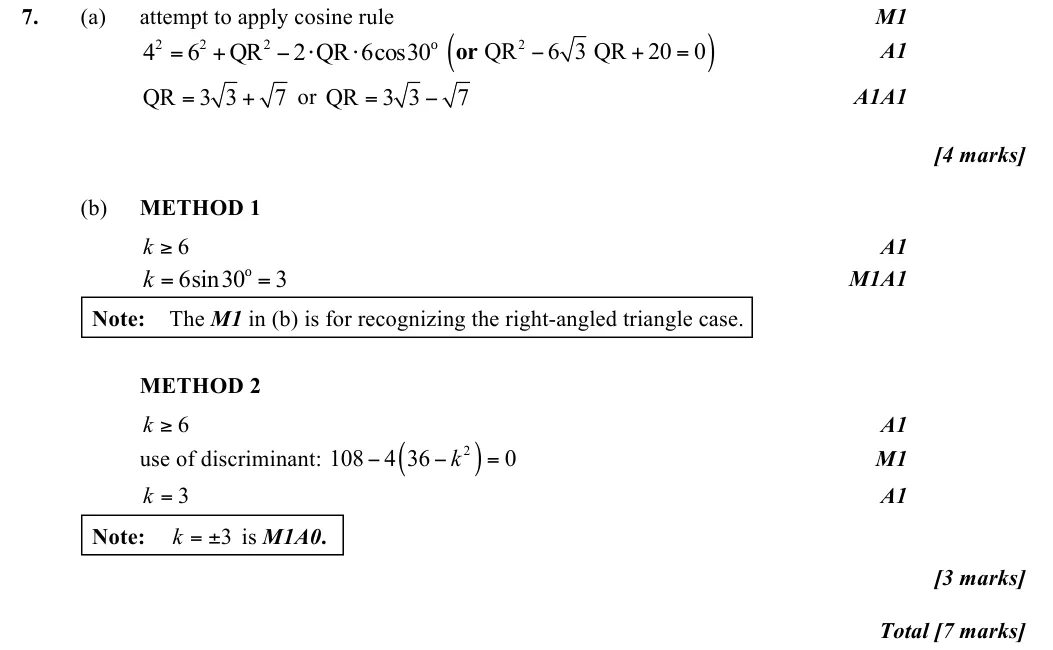 7. (a) attempt to apply cosine rule M1
4² = 6² + QR² − 2·QR·6cos30° (or QR² − 6√3 QR + 20 = 0) A1
QR = 3√3 + √7 or QR = 3√3 − √7 A1A1
[4 marks]
(b) METHOD 1
k ≥ 6 A1
k = 6sin30° = 3 M1A1
Note: The M1 in (b) is for recognizing the right-angled triangle case.
METHOD 2
k ≥ 6 A1
use of discriminant: 108 − 4(36 − k²) = 0 M1
k = 3 A1
Note: k = ±3 is M1A0.
[3 marks]
Total [7 marks]